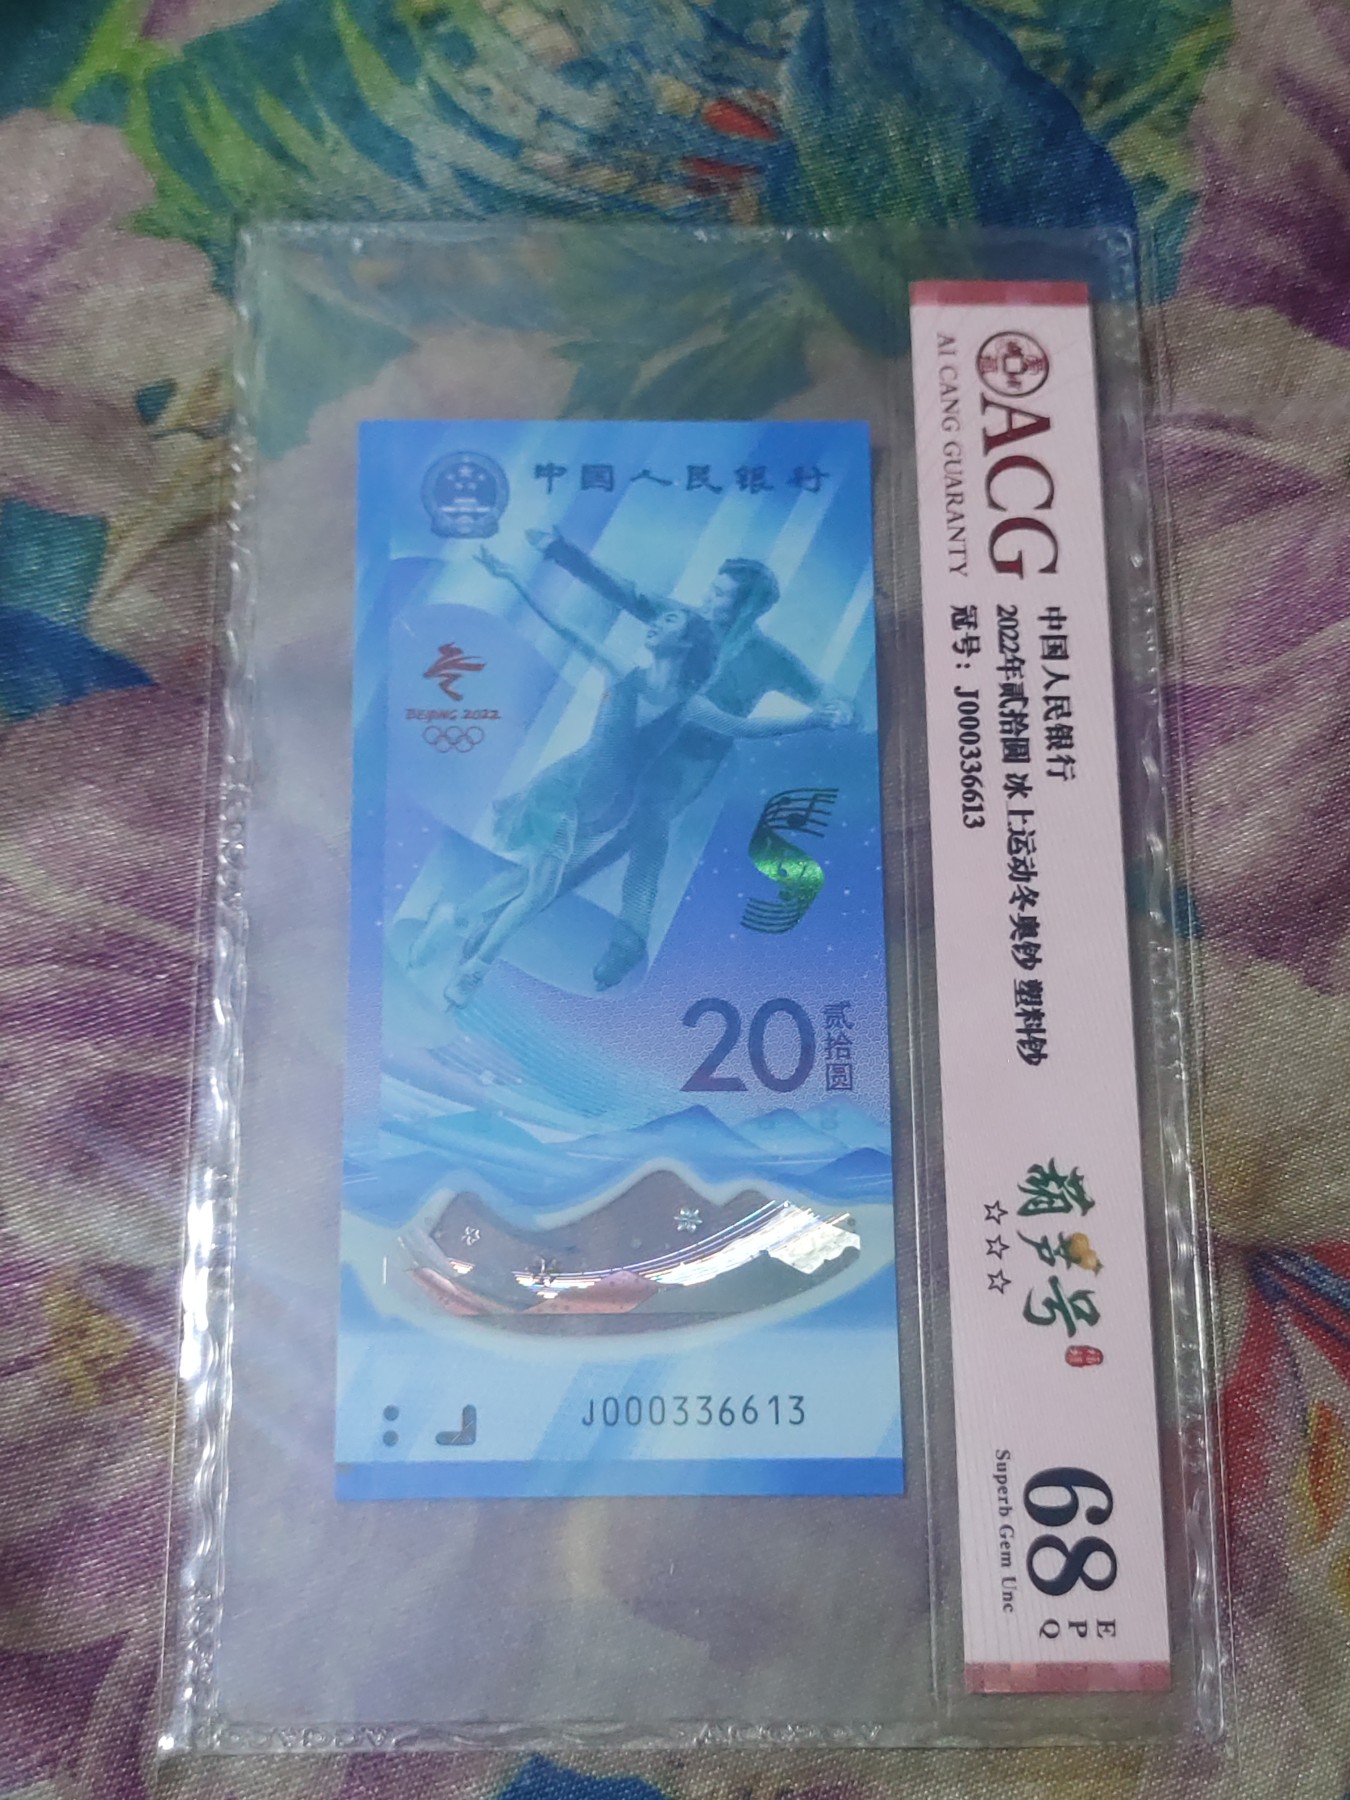 中国人民银行
BEIJING 2022
20
贰拾圆
20
J000336613
ACG
AI CANG GUARANTY
中国人民银行
2022年贰拾圆 冰上运动冬奥钞 塑料钞
冠号：J000336613
葫芦号
☆☆☆
68
EPQ
Superb Gem Unc